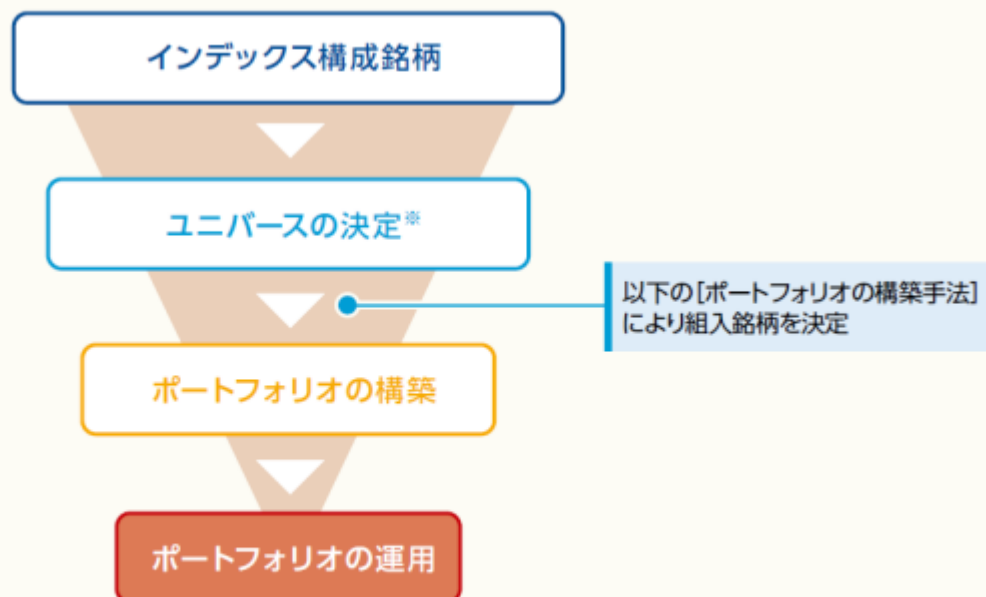 インデックス構成銘柄
ユニバースの決定※
以下の[ポートフォリオの構築手法]
により組入銘柄を決定
ポートフォリオの構築
ポートフォリオの運用